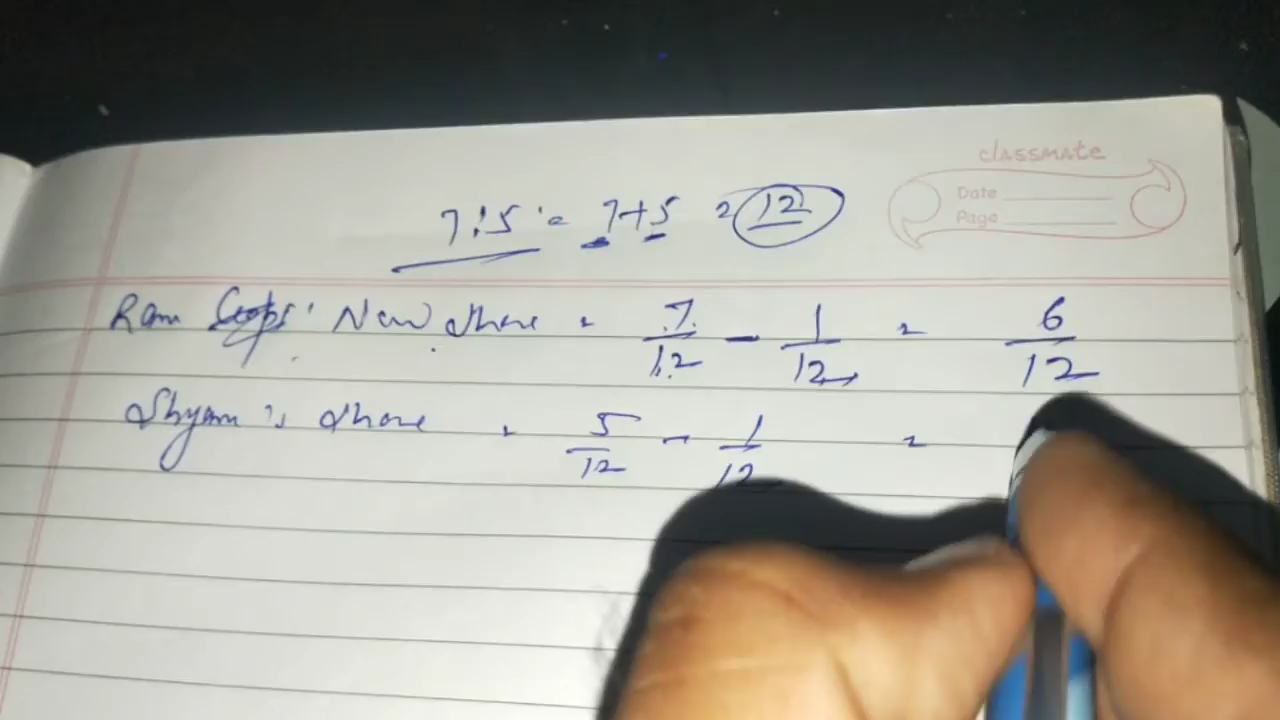 classmate
Date
Page
7:5 = 7+5 = 12
Ram New share = 7/12 - 1/12 = 6/12
Shyam's share = 5/12 - 1/12 =